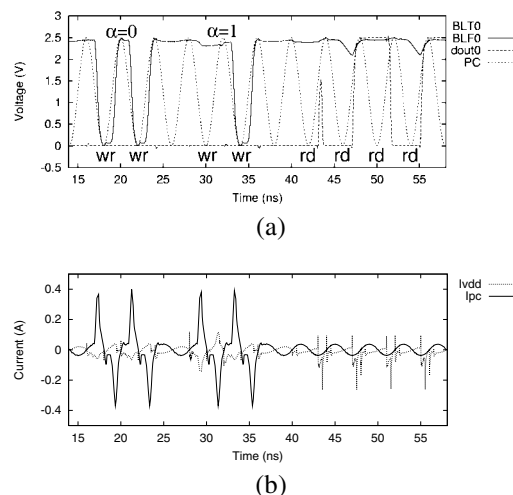 α=0 α=1
BLT0
BLF0
dout0
PC
Voltage (V)
3
2.5
2
1.5
1
0.5
0
-0.5
wr wr wr wr rd rd rd rd
15 20 25 30 35 40 45 50 55
Time (ns)
(a)
Ivdd
Ipc
Current (A)
0.4
0.2
0
-0.2
-0.4
15 20 25 30 35 40 45 50 55
Time (ns)
(b)